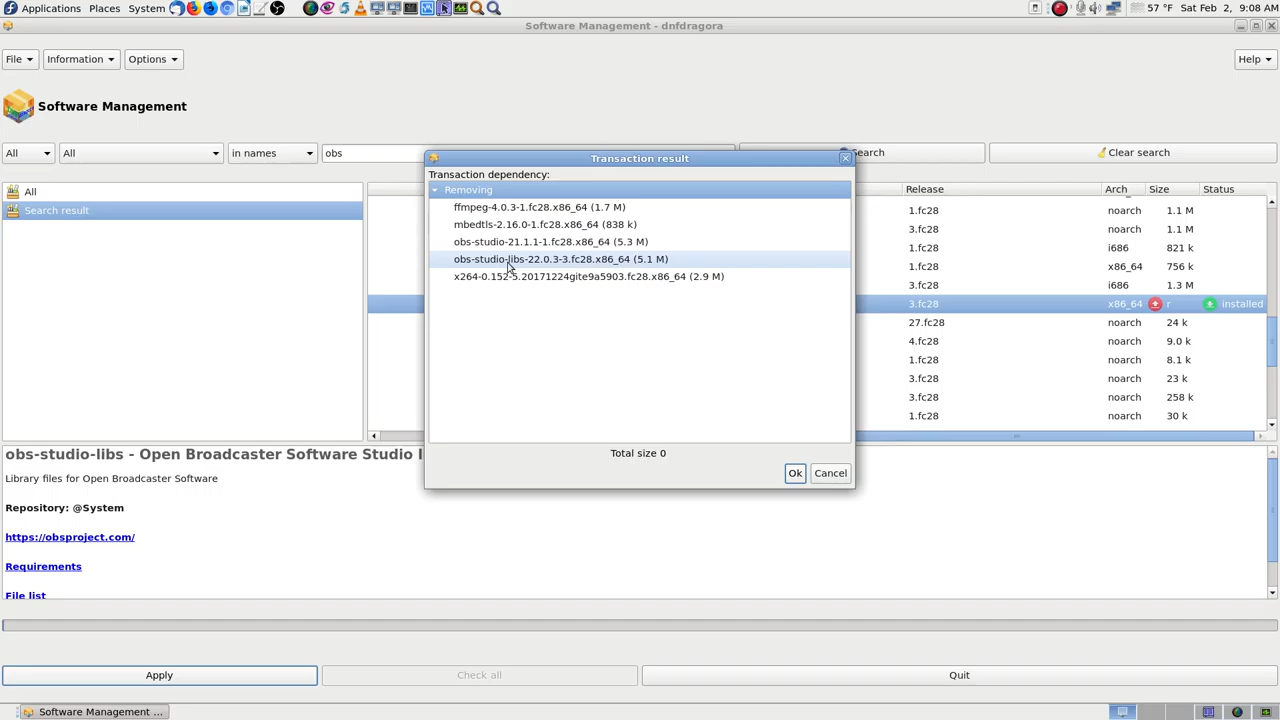 Applications Places System 57 °F Sat Feb 2, 9:08 AM
Software Management - dnfdragora
File Information Options Help
Software Management
All All in names obs Search Clear search
All
Search result
Release Arch Size Status
1.fc28 noarch 1.1 M
3.fc28 noarch 1.1 M
1.fc28 i686 821 k
1.fc28 x86_64 756 k
3.fc28 i686 1.3 M
3.fc28 x86_64 r installed
27.fc28 noarch 24 k
4.fc28 noarch 9.0 k
1.fc28 noarch 8.1 k
3.fc28 noarch 23 k
3.fc28 noarch 258 k
1.fc28 noarch 30 k
Transaction result
Transaction dependency:
Removing
ffmpeg-4.0.3-1.fc28.x86_64 (1.7 M)
mbedtls-2.16.0-1.fc28.x86_64 (838 k)
obs-studio-21.1.1-1.fc28.x86_64 (5.3 M)
obs-studio-libs-22.0.3-3.fc28.x86_64 (5.1 M)
x264-0.152-5.20171224gite9a5903.fc28.x86_64 (2.9 M)
Total size 0
Ok Cancel
obs-studio-libs - Open Broadcaster Software Studio
Library files for Open Broadcaster Software
Repository: @System
https://obsproject.com/
Requirements
File list
Apply Check all Quit
Software Management ...